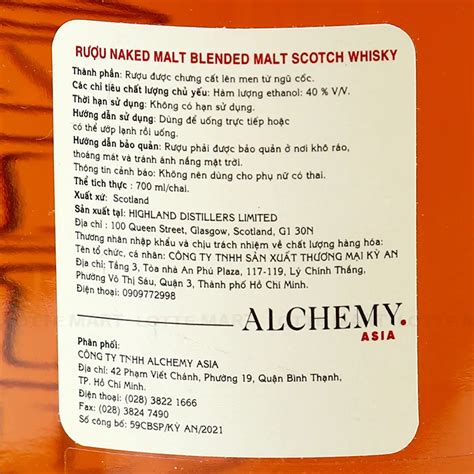 RƯỢU NAKED MALT BLENDED MALT SCOTCH WHISKY
Thành phần: Rượu được chưng cất lên men từ ngũ cốc.
Các chỉ tiêu chất lượng chủ yếu: Hàm lượng ethanol: 40 % V/V.
Thời hạn sử dụng: Không có hạn sử dụng.
Hướng dẫn sử dụng: Dùng để uống trực tiếp hoặc
có thể ướp lạnh rồi uống.
Hướng dẫn bảo quản: Rượu phải được bảo quản ở nơi khô ráo,
thoáng mát và tránh ánh nắng mặt trời.
Thông tin cảnh báo: Không nên dùng cho phụ nữ có thai.
Thể tích thực : 700 ml/chai.
Xuất xứ: Scotland
Sản xuất tại: HIGHLAND DISTILLERS LIMITED
Địa chỉ : 100 Queen Street, Glasgow, Scotland, G1 30N
Thương nhân nhập khẩu và chịu trách nhiệm về chất lượng hàng hóa:
Tên tổ chức, cá nhân: CÔNG TY TNHH SẢN XUẤT THƯƠNG MẠI KỲ AN
Địa chỉ: Tầng 3, Tòa nhà An Phú Plaza, 117-119, Lý Chính Thắng,
Phường Võ Thị Sáu, Quận 3, Thành phố Hồ Chí Minh.
Điện thoại: 0909772998
LOTTE MART LOTTE MART
ALCHEMY.
ASIA
Phân phối:
CÔNG TY TNHH ALCHEMY ASIA
Địa chỉ: 42 Phạm Viết Chánh, Phường 19, Quận Bình Thạnh,
TP. Hồ Chí Minh.
Điện thoại: (028) 3822 1666
Fax: (028) 3824 7490
Số công bố: 59CBSP/KỲ AN/2021